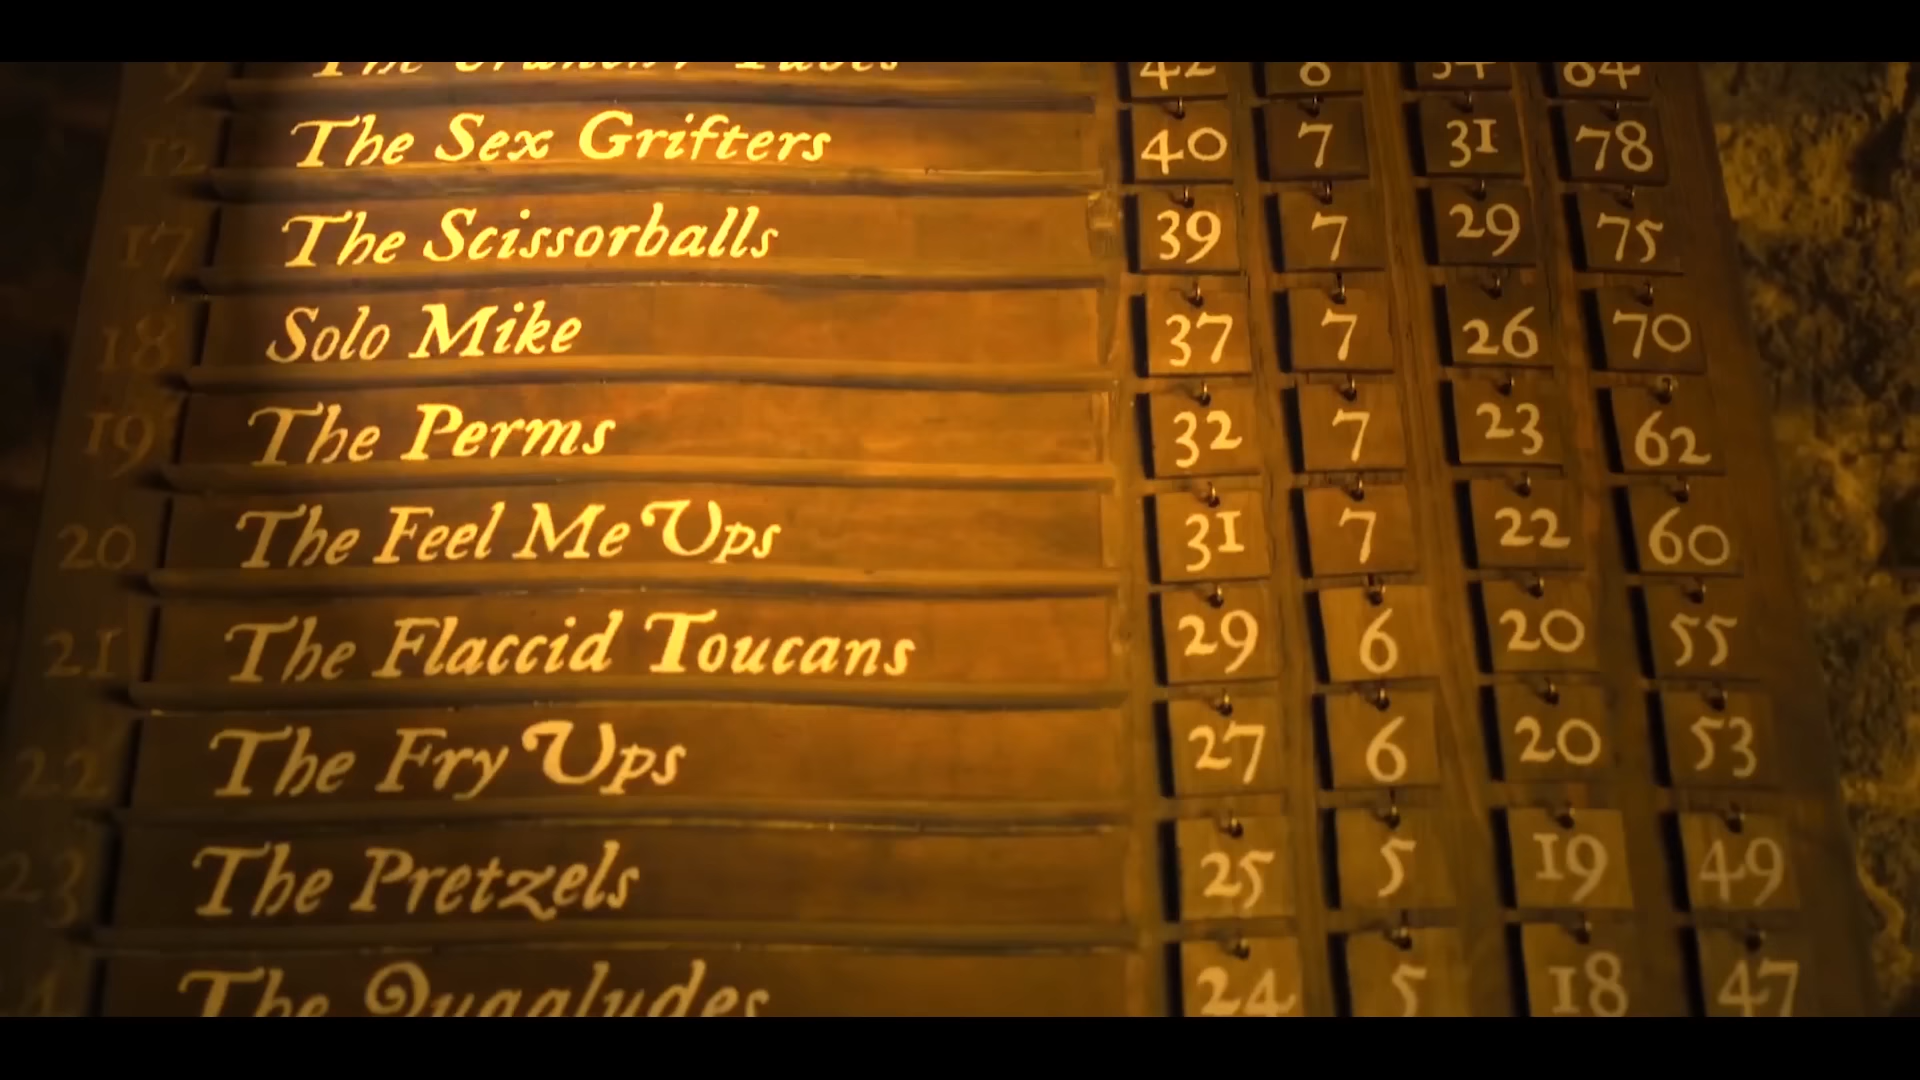 The 42 8 34 64
12 The Sex Grifters 40 7 31 78
17 The Scissorballs 39 7 29 75
18 Solo Mike 37 7 26 70
19 The Perms 32 7 23 62
20 The Feel Me Ups 31 7 22 60
21 The Flaccid Toucans 29 6 20 55
22 The Fry Ups 27 6 20 53
23 The Pretzels 25 5 19 49
The Quaaludes 24 5 18 47